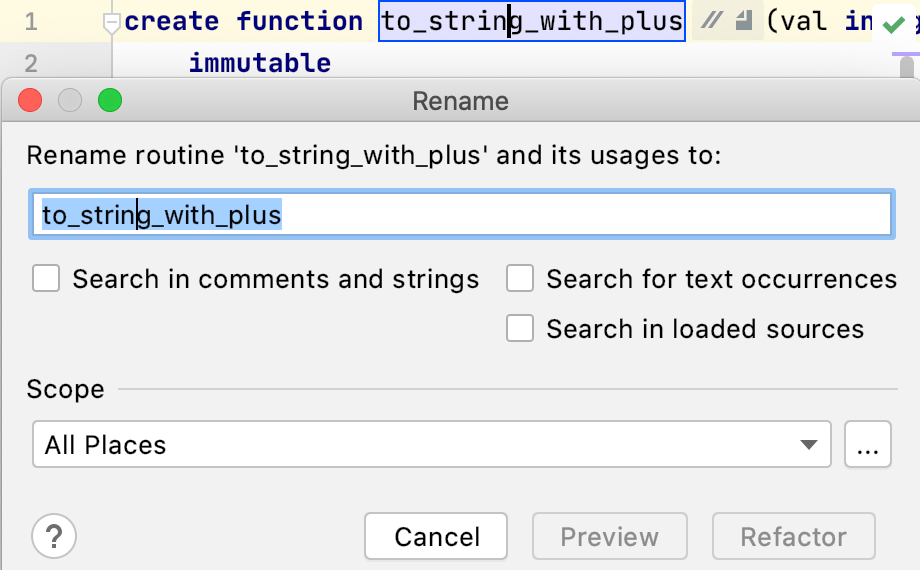 1 create function to_string_with_plus (val in
2 immutable
Rename
Rename routine 'to_string_with_plus' and its usages to:
to_string_with_plus
Search in comments and strings Search for text occurrences
Search in loaded sources
Scope
All Places
...
? Cancel Preview Refactor